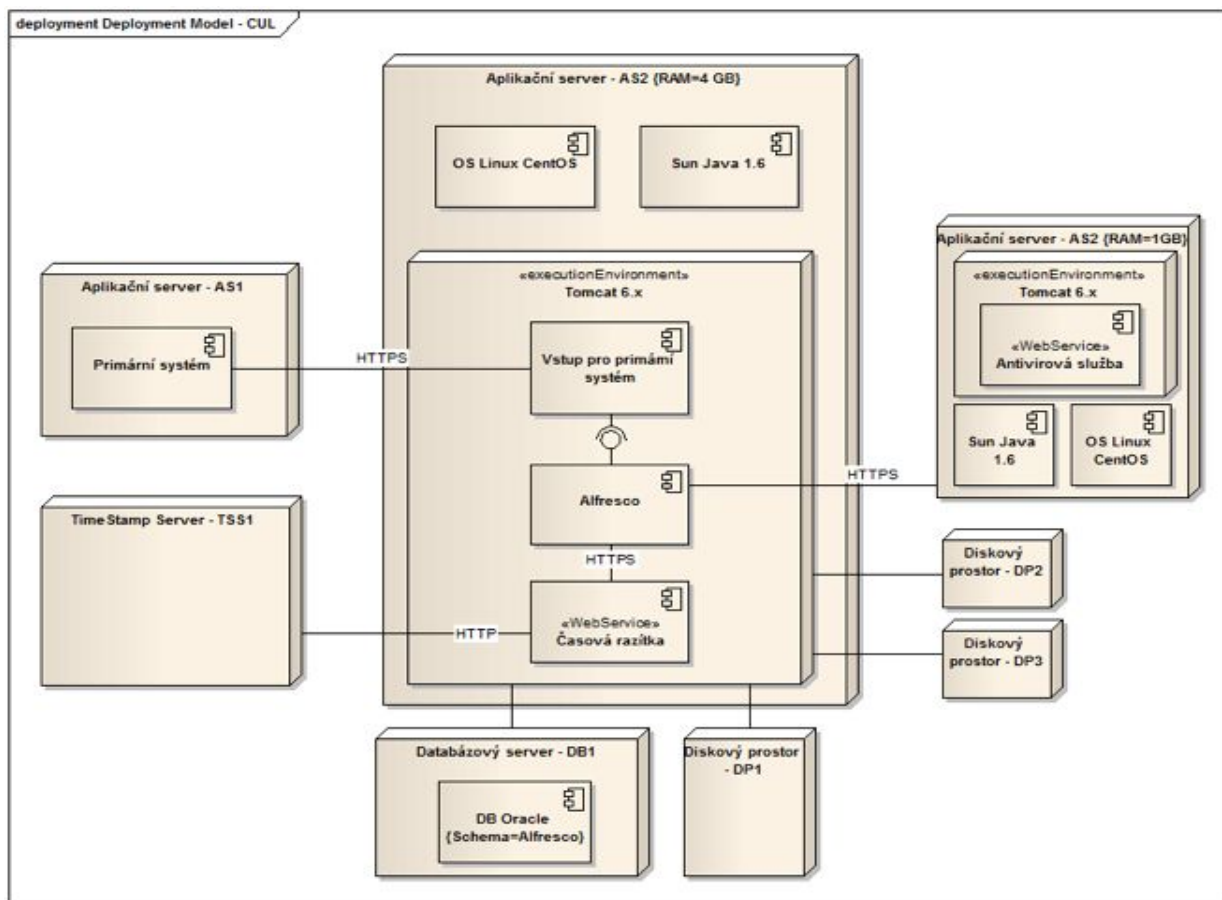 deployment Deployment Model - CUL
Aplikační server - AS2 {RAM=4 GB}
OS Linux CentOS
Sun Java 1.6
«executionEnvironment»
Tomcat 6.x
Vstup pro primární
systém
Alfresco
HTTPS
«WebService»
Časová razítka
Aplikační server - AS1
Primární systém
HTTPS
TimeStamp Server - TSS1
HTTP
Aplikační server - AS2 {RAM=1GB}
«executionEnvironment»
Tomcat 6.x
«WebService»
Antivirová služba
Sun Java
1.6
OS Linux
CentOS
HTTPS
Diskový
prostor - DP2
Diskový
prostor - DP3
Databázový server - DB1
DB Oracle
{Schema=Alfresco}
Diskový prostor
- DP1